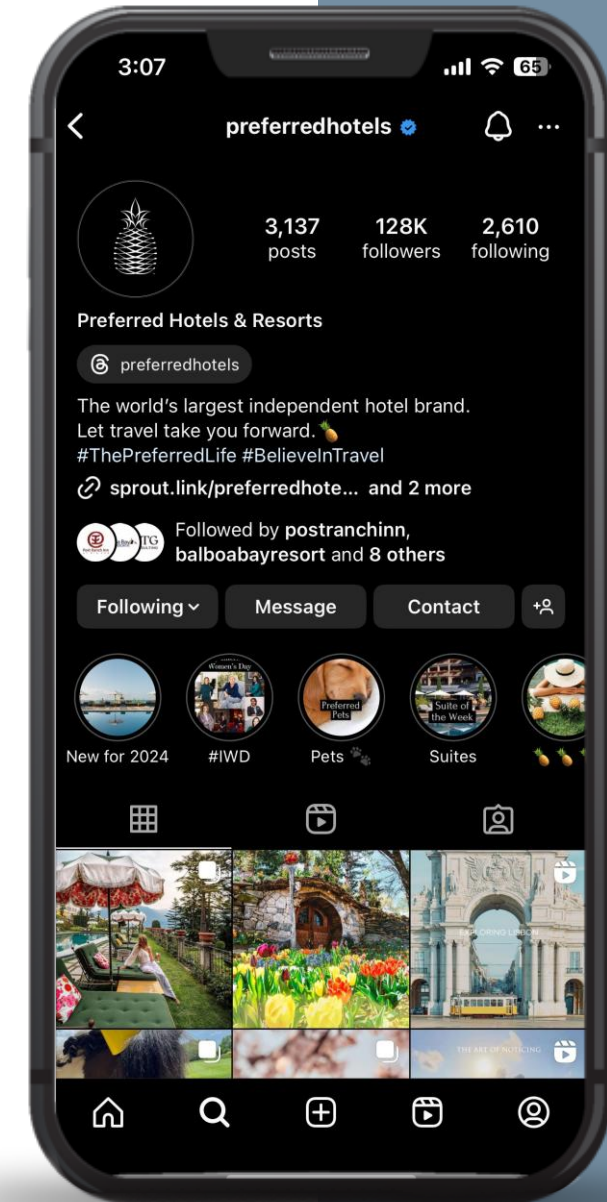 3:07
65
preferredhotels
3,137
128K
2,610
posts
followers
following
Preferred Hotels & Resorts
preferredhotels
The world's largest independent hotel brand.
Let travel take you forward.🍍
#ThePreferredLife #BelieveInTravel
sprout.link/preferredhote... and 2 more
TG
Followed by postranchinn,
balboabayresort and 8 others
Following
Message
Contact
Women's Day
Preferred
Pets
Suite of
the Week
New for 2024
#IWD
Pets 🐾
Suites
🍍🍍
EXPLORING LISBON
THE ART OF NOTICING